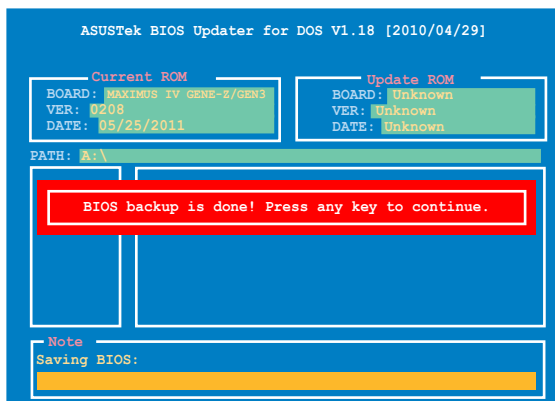 ASUSTek BIOS Updater for DOS V1.18 [2010/04/29]
Current ROM
BOARD: MAXIMUS IV GENE-Z/GEN3
VER: 0208
DATE: 05/25/2011
Update ROM
BOARD: Unknown
VER: Unknown
DATE: Unknown
PATH: A:\
BIOS backup is done! Press any key to continue.
Note
Saving BIOS: